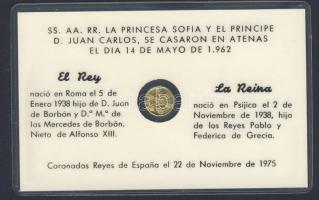 SS. AA. RR. LA PRINCESA SOFIA Y EL PRINCIPE
D. JUAN CARLOS, SE CASARON EN ATENAS
EL DIA 14 DE MAYO DE 1.962
El Rey
nació en Roma el 5 de
Enero 1938 hijo de D. Juan
de Borbón y D.ª M.ª de
las Mercedes de Borbón.
Nieto de Alfonso XIII.
La Reina
nació en Psijico el 2 de
Noviembre de 1938, hija
de los Reyes Pablo y
Federica de Grecia.
Coronados Reyes de España el 22 de Noviembre de 1975